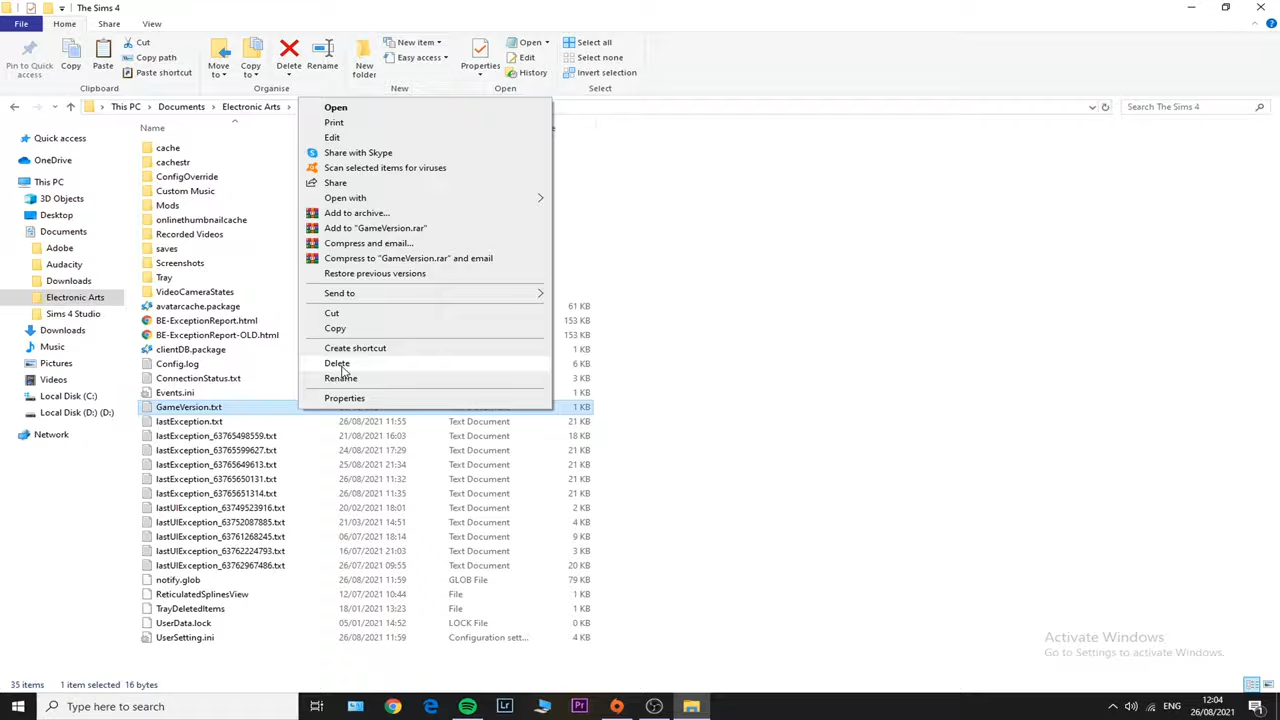 The Sims 4
File Home Share View
Pin to Quick access
Copy
Paste
Cut
Copy path
Paste shortcut
Move to
Copy to
Delete
Rename
New folder
New item
Easy access
Properties
Open
Edit
History
Select all
Select none
Invert selection
Clipboard Organise New Open Select
This PC Documents Electronic Arts
Search The Sims 4
Name
Quick access
OneDrive
This PC
3D Objects
Desktop
Documents
Adobe
Audacity
Downloads
Electronic Arts
Sims 4 Studio
Downloads
Music
Pictures
Videos
Local Disk (C:)
Local Disk (D:) (D:)
Network
cache
cachestr
ConfigOverride
Custom Music
Mods
onlinethumbnailcache
Recorded Videos
saves
Screenshots
Tray
VideoCameraStates
avatarcache.package 61 KB
BE-ExceptionReport.html 153 KB
BE-ExceptionReport-OLD.html 153 KB
clientDB.package 1 KB
Config.log 6 KB
ConnectionStatus.txt 3 KB
Events.ini 1 KB
GameVersion.txt 1 KB
lastException.txt 26/08/2021 11:55 Text Document 21 KB
lastException_63765498559.txt 21/08/2021 16:03 Text Document 18 KB
lastException_63765599627.txt 24/08/2021 17:29 Text Document 21 KB
lastException_63765649613.txt 25/08/2021 21:34 Text Document 21 KB
lastException_63765650131.txt 26/08/2021 11:32 Text Document 21 KB
lastException_63765651314.txt 26/08/2021 11:35 Text Document 21 KB
lastUIException_63749523916.txt 20/02/2021 18:01 Text Document 2 KB
lastUIException_63752087885.txt 21/03/2021 14:51 Text Document 4 KB
lastUIException_63761268245.txt 06/07/2021 18:14 Text Document 9 KB
lastUIException_63762224793.txt 16/07/2021 21:03 Text Document 3 KB
lastUIException_63762967486.txt 26/07/2021 09:55 Text Document 20 KB
notify.glob 26/08/2021 11:59 GLOB File 79 KB
ReticulatedSplinesView 12/07/2021 10:44 File 1 KB
TrayDeletedItems 18/01/2021 13:23 File 1 KB
UserData.lock 05/01/2021 14:52 LOCK File 0 KB
UserSetting.ini 26/08/2021 11:59 Configuration sett... 4 KB
Open
Print
Edit
Share with Skype
Scan selected items for viruses
Share
Open with
Add to archive...
Add to "GameVersion.rar"
Compress and email...
Compress to "GameVersion.rar" and email
Restore previous versions
Send to
Cut
Copy
Create shortcut
Delete
Rename
Properties
Activate Windows
Go to Settings to activate Windows.
35 items 1 item selected 16 bytes
Type here to search
Lr
Pr
ENG
12:04
26/08/2021